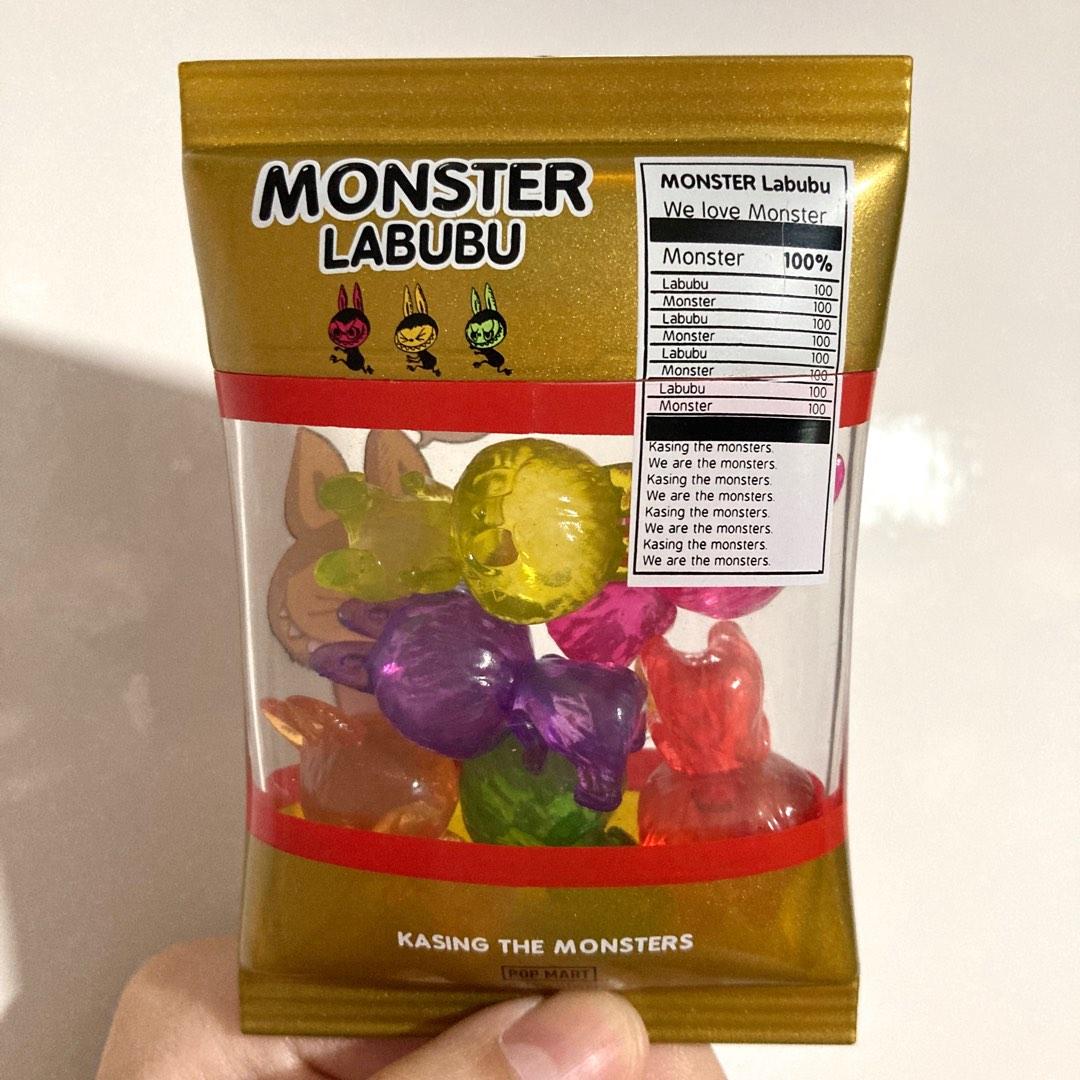 MONSTER
LABUBU
MONSTER Labubu
We love Monster
Monster 100%
Labubu 100
Monster 100
Labubu 100
Monster 100
Labubu 100
Monster 100
Labubu 100
Monster 100
Kasing the monsters.
We are the monsters.
Kasing the monsters.
We are the monsters.
Kasing the monsters.
We are the monsters.
Kasing the monsters.
We are the monsters.
KASING THE MONSTERS
POP MART